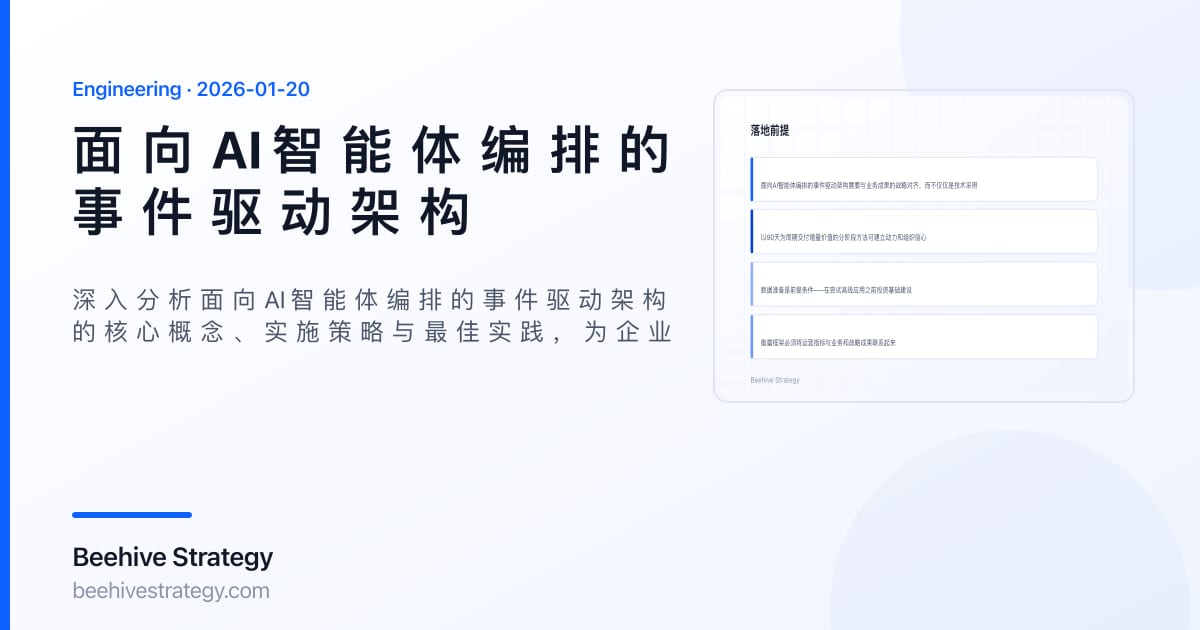 Engineering · 2026-01-20
面向AI智能体编排的
事件驱动架构
深入分析面向AI智能体编排的事件驱动架构
的核心概念、实施策略与最佳实践，为企业
Beehive Strategy
beehivestrategy.com
落地前提
面向AI智能体编排的事件驱动架构需要与业务成果的战略对齐，而不仅仅是技术采用
以90天为周期交付增量价值的分阶段方法可建立动力和组织信心
数据准备是前提条件——在尝试高级应用之前投资基础建设
衡量框架必须将运营指标与业务和战略成果联系起来
Beehive Strategy